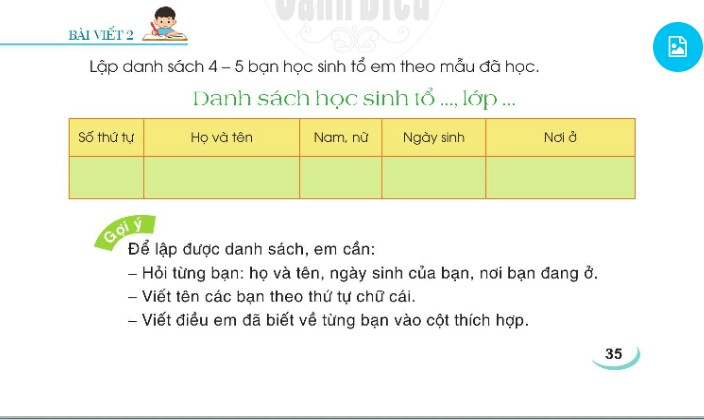 Cánh Diều
BÀI VIẾT 2
Lập danh sách 4 – 5 bạn học sinh tổ em theo mẫu đã học.
Danh sách học sinh tổ ..., lớp ...
Số thứ tự Họ và tên Nam, nữ Ngày sinh Nơi ở
Gợi ý
Để lập được danh sách, em cần:
– Hỏi từng bạn: họ và tên, ngày sinh của bạn, nơi bạn đang ở.
– Viết tên các bạn theo thứ tự chữ cái.
– Viết điều em đã biết về từng bạn vào cột thích hợp.
35